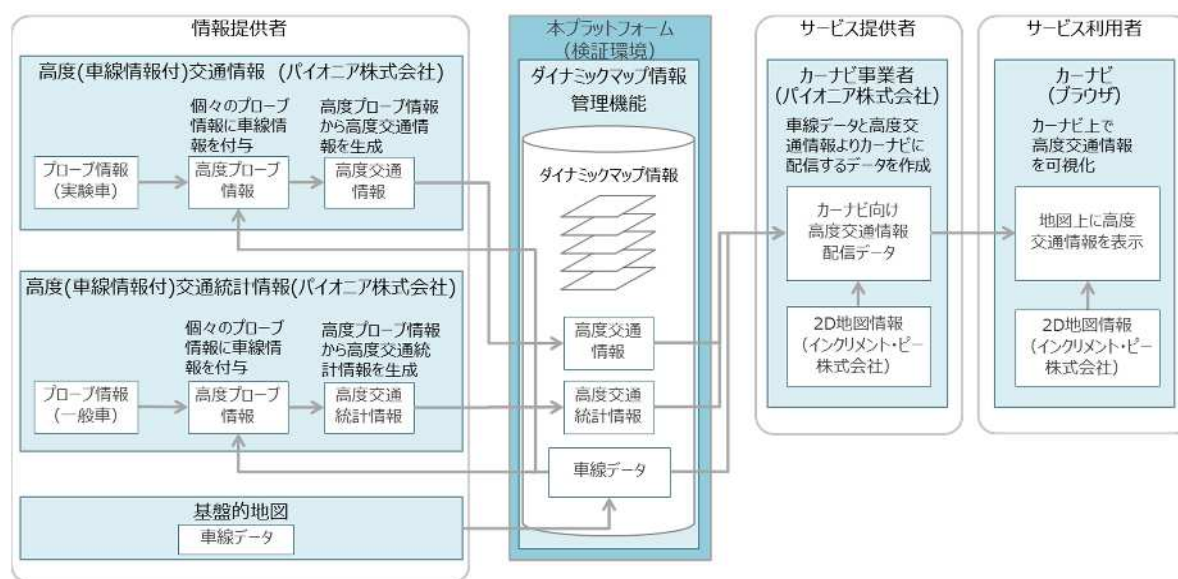 情報提供者
高度(車線情報付)交通情報 (パイオニア株式会社)
個々のプローブ
情報に車線情
報を付与
高度プローブ情報
から高度交通情
報を生成
プローブ情報
(実験車)
高度プローブ
情報
高度交通
情報
高度(車線情報付)交通統計情報(パイオニア株式会社)
個々のプローブ
情報に車線情
報を付与
高度プローブ情報
から高度交通統
計情報を生成
プローブ情報
(一般車)
高度プローブ
情報
高度交通
統計情報
基盤的地図
車線データ
本プラットフォーム
(検証環境)
ダイナミックマップ情報
管理機能
ダイナミックマップ情報
高度交通
情報
高度交通
統計情報
車線データ
サービス提供者
カーナビ事業者
(パイオニア株式会社)
車線データと高度交
通情報よりカーナビに
配信するデータを作成
カーナビ向け
高度交通情報
配信データ
2D地図情報
(インクリメント・ピー
株式会社)
サービス利用者
カーナビ
(ブラウザ)
カーナビ上で
高度交通情報
を可視化
地図上に高度
交通情報を表示
2D地図情報
(インクリメント・ピー
株式会社)